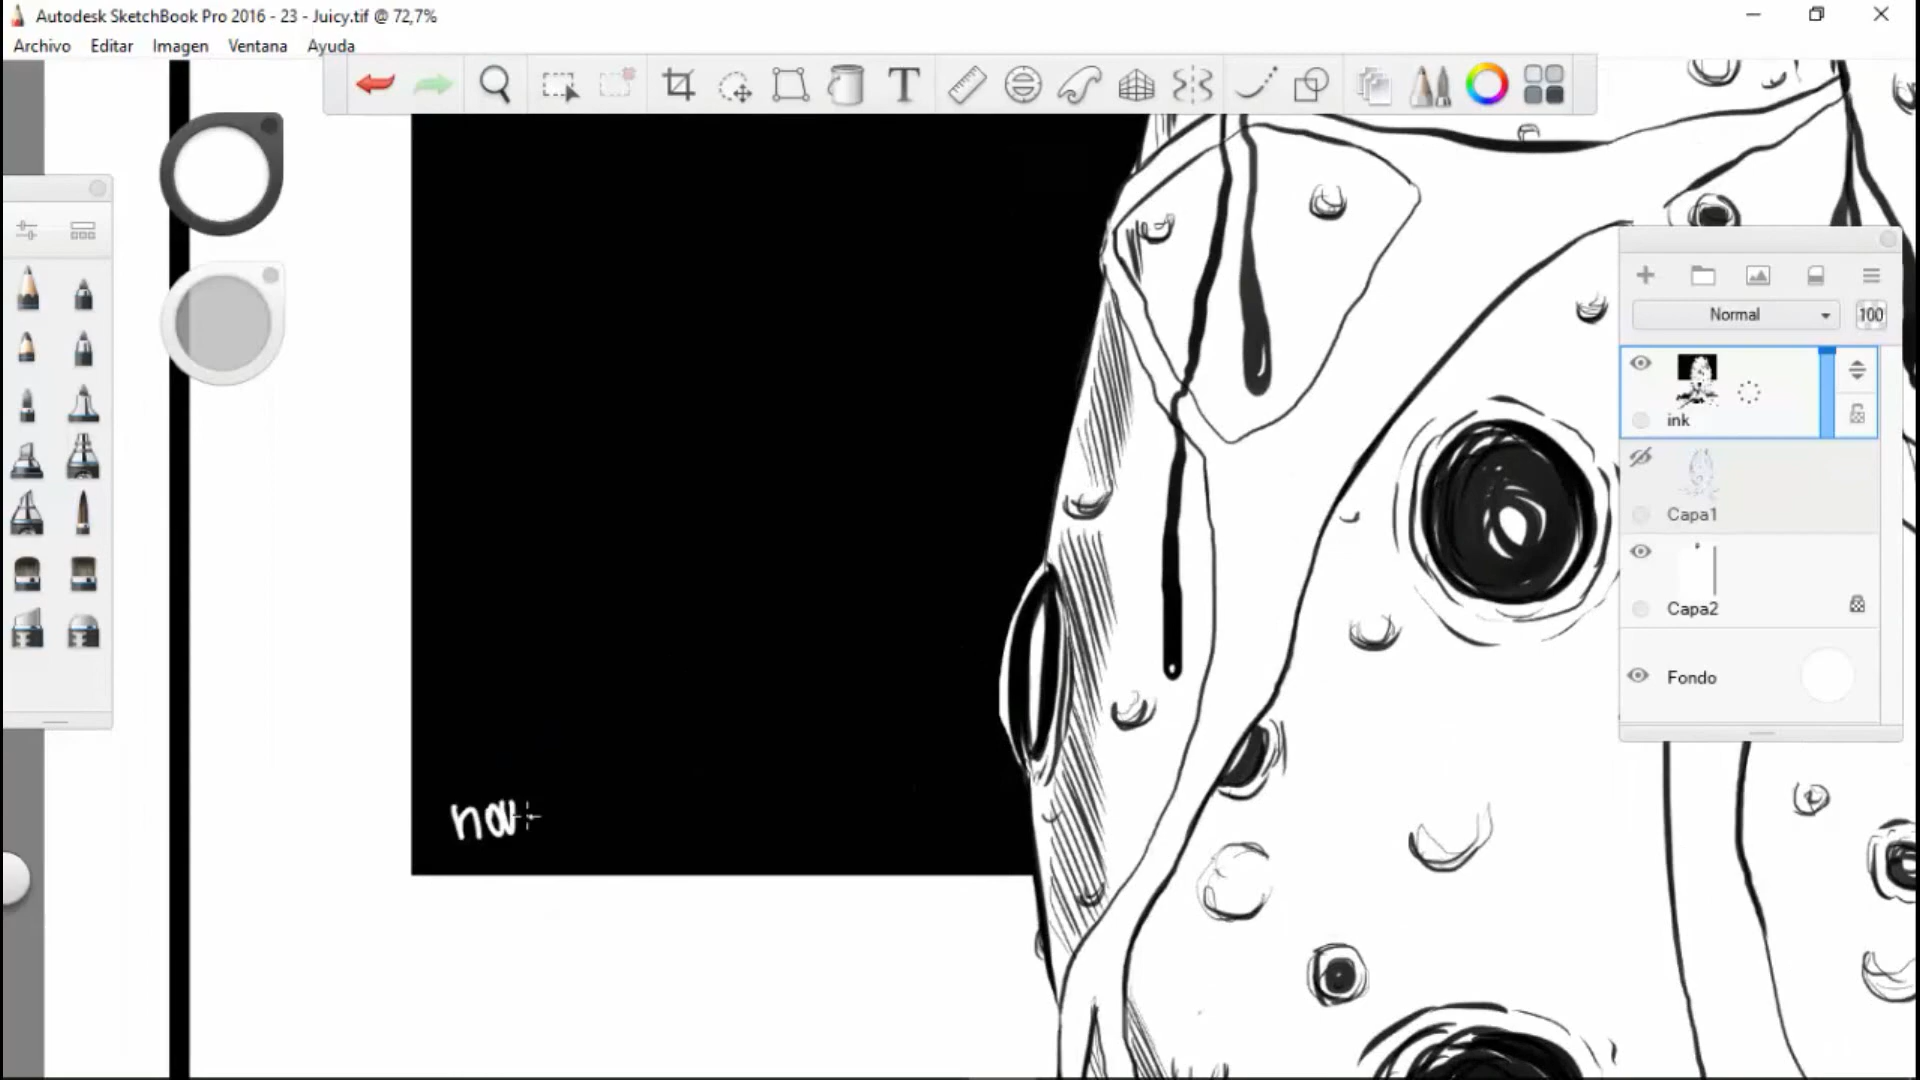 Autodesk SketchBook Pro 2016 - 23 - Juicy.tif @ 72,7%
Archivo Editar Imagen Ventana Ayuda
T
Normal 100
ink
Capa1
Capa2
Fondo
na